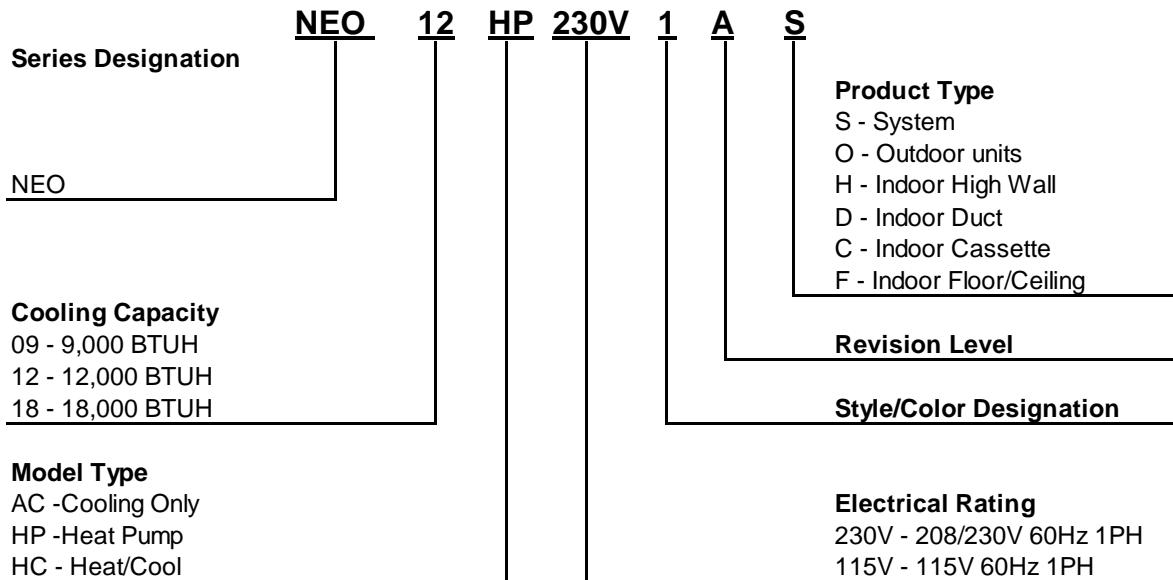 NEO 12 HP 230V 1 A S
Series Designation
NEO
Cooling Capacity
09 - 9,000 BTUH
12 - 12,000 BTUH
18 - 18,000 BTUH
Model Type
AC -Cooling Only
HP -Heat Pump
HC - Heat/Cool
Product Type
S - System
O - Outdoor units
H - Indoor High Wall
D - Indoor Duct
C - Indoor Cassette
F - Indoor Floor/Ceiling
Revision Level
Style/Color Designation
Electrical Rating
230V - 208/230V 60Hz 1PH
115V - 115V 60Hz 1PH